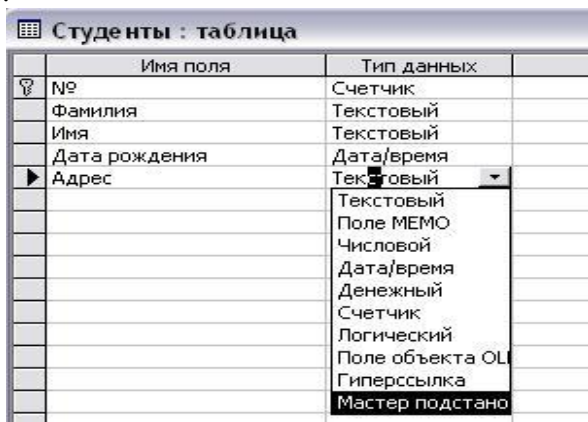 Студенты : таблица
Имя поля Тип данных
№ Счетчик
Фамилия Текстовый
Имя Текстовый
Дата рождения Дата/время
Адрес Текстовый
Текстовый
Поле МЕМО
Числовой
Дата/время
Денежный
Счетчик
Логический
Поле объекта OLI
Гиперссылка
Мастер подстано